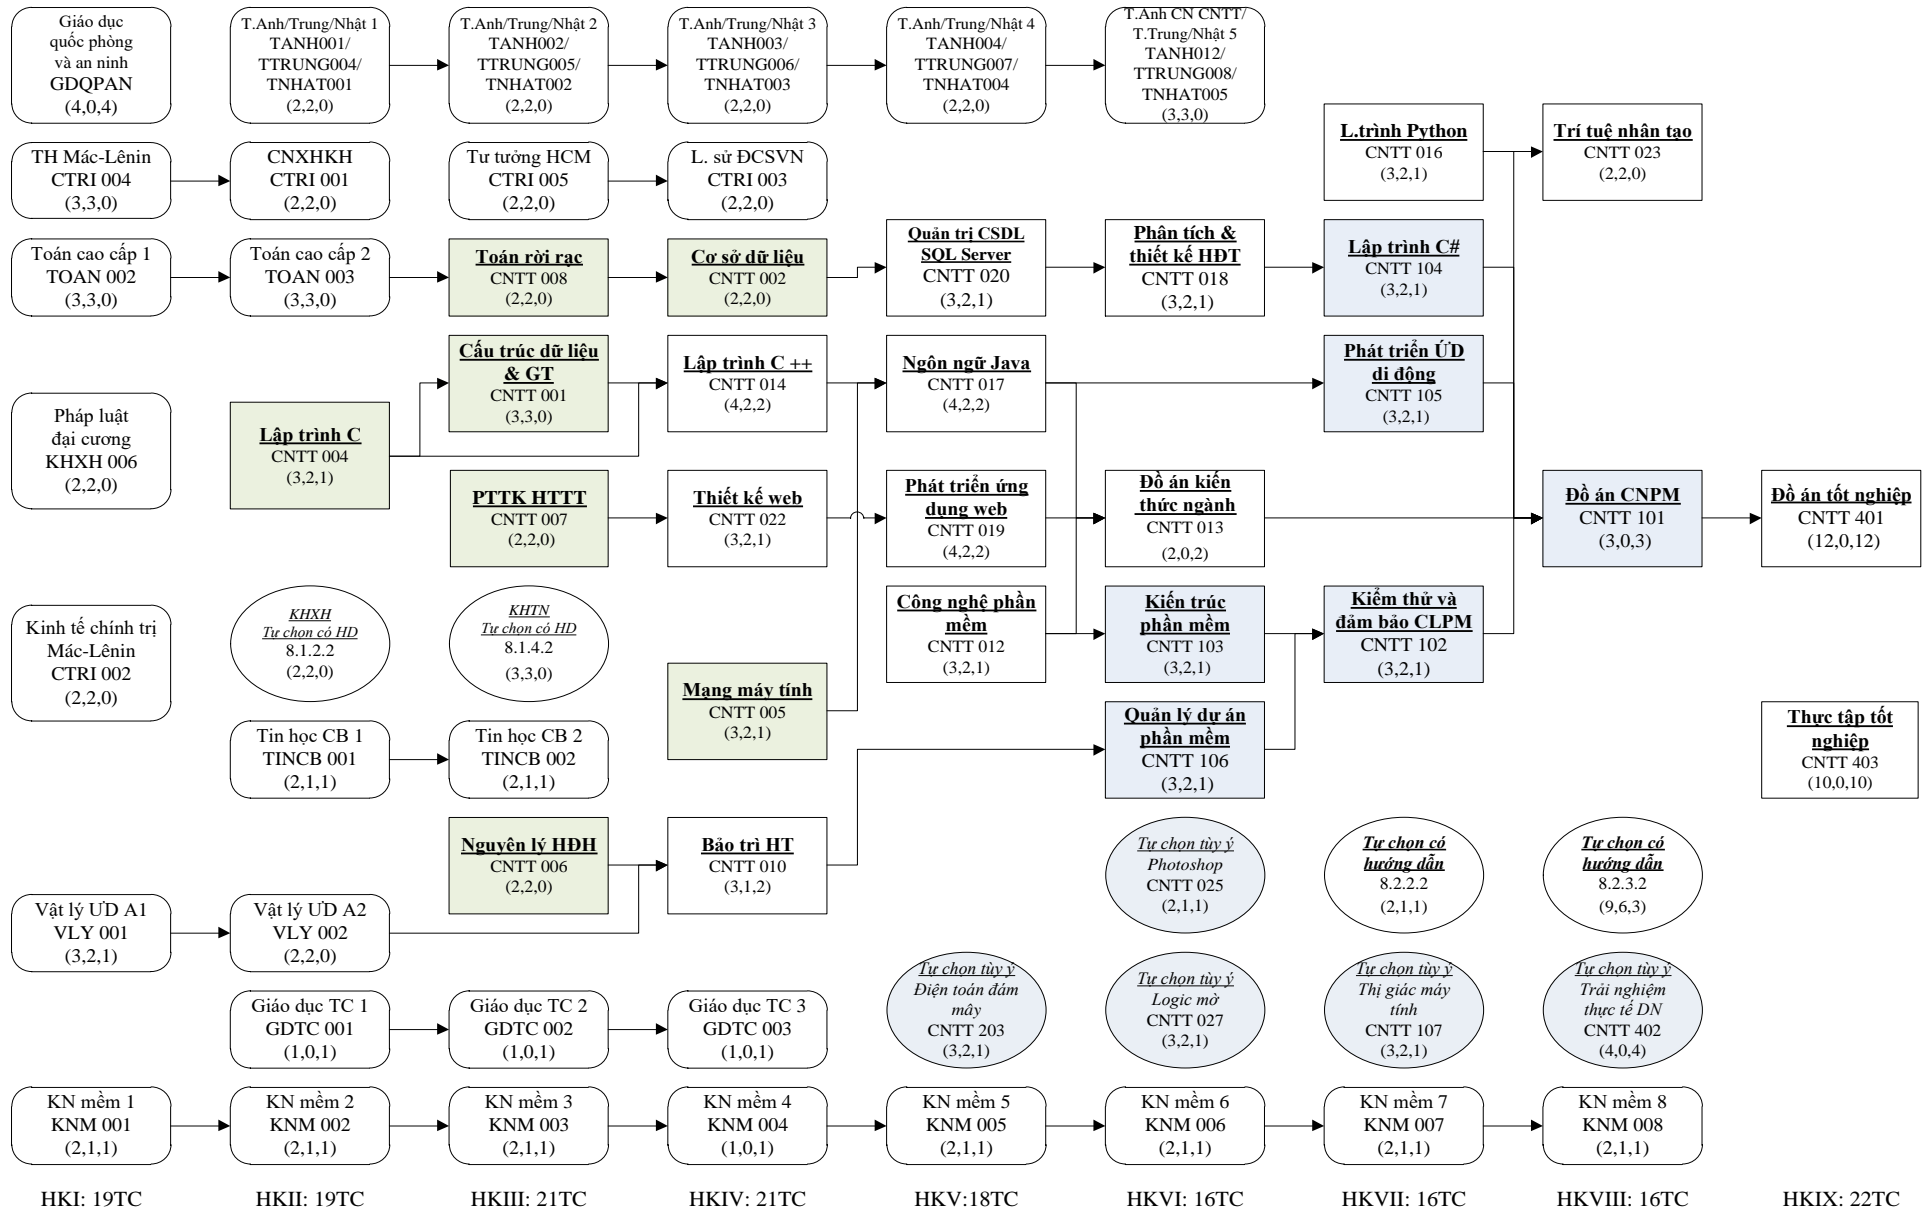 Giáo dục
quốc phòng
và an ninh
GDQPAN
(4,0,4)
T.Anh/Trung/Nhật 1
TANH001/
TTRUNG004/
TNHAT001
(2,2,0)
T.Anh/Trung/Nhật 2
TANH002/
TTRUNG005/
TNHAT002
(2,2,0)
T.Anh/Trung/Nhật 3
TANH003/
TTRUNG006/
TNHAT003
(2,2,0)
T.Anh/Trung/Nhật 4
TANH004/
TTRUNG007/
TNHAT004
(2,2,0)
T.Anh CN CNTT/
T.Trung/Nhật 5
TANH012/
TTRUNG008/
TNHAT005
(3,3,0)
L.trình Python
CNTT 016
(3,2,1)
Trí tuệ nhân tạo
CNTT 023
(2,2,0)
TH Mác-Lênin
CTRI 004
(3,3,0)
CNXHKH
CTRI 001
(2,2,0)
Tư tưởng HCM
CTRI 005
(2,2,0)
L. sử ĐCSVN
CTRI 003
(2,2,0)
Toán cao cấp 1
TOAN 002
(3,3,0)
Toán cao cấp 2
TOAN 003
(3,3,0)
Toán rời rạc
CNTT 008
(2,2,0)
Cơ sở dữ liệu
CNTT 002
(2,2,0)
Quản trị CSDL
SQL Server
CNTT 020
(3,2,1)
Phân tích &
thiết kế HĐT
CNTT 018
(3,2,1)
Lập trình C#
CNTT 104
(3,2,1)
Pháp luật
đại cương
KHXH 006
(2,2,0)
Lập trình C
CNTT 004
(3,2,1)
Cấu trúc dữ liệu
& GT
CNTT 001
(3,3,0)
Lập trình C ++
CNTT 014
(4,2,2)
Ngôn ngữ Java
CNTT 017
(4,2,2)
Phát triển ƯD
di động
CNTT 105
(3,2,1)
PTTK HTTT
CNTT 007
(2,2,0)
Thiết kế web
CNTT 022
(3,2,1)
Phát triển ứng
dụng web
CNTT 019
(4,2,2)
Đồ án kiến
thức ngành
CNTT 013
(2,0,2)
Đồ án CNPM
CNTT 101
(3,0,3)
Đồ án tốt nghiệp
CNTT 401
(12,0,12)
Kinh tế chính trị
Mác-Lênin
CTRI 002
(2,2,0)
KHXH
Tự chọn có HD
8.1.2.2
(2,2,0)
KHTN
Tự chọn có HD
8.1.4.2
(3,3,0)
Công nghệ phần
mềm
CNTT 012
(3,2,1)
Kiến trúc
phần mềm
CNTT 103
(3,2,1)
Kiểm thử và
đảm bảo CLPM
CNTT 102
(3,2,1)
Mạng máy tính
CNTT 005
(3,2,1)
Tin học CB 1
TINCB 001
(2,1,1)
Tin học CB 2
TINCB 002
(2,1,1)
Quản lý dự án
phần mềm
CNTT 106
(3,2,1)
Thực tập tốt
nghiệp
CNTT 403
(10,0,10)
Nguyên lý HĐH
CNTT 006
(2,2,0)
Bảo trì HT
CNTT 010
(3,1,2)
Tự chọn tùy ý
Photoshop
CNTT 025
(2,1,1)
Tự chọn có
hướng dẫn
8.2.2.2
(2,1,1)
Tự chọn có
hướng dẫn
8.2.3.2
(9,6,3)
Vật lý ƯD A1
VLY 001
(3,2,1)
Vật lý ƯD A2
VLY 002
(2,2,0)
Giáo dục TC 1
GDTC 001
(1,0,1)
Giáo dục TC 2
GDTC 002
(1,0,1)
Giáo dục TC 3
GDTC 003
(1,0,1)
Tự chọn tùy ý
Điện toán đám
mây
CNTT 203
(3,2,1)
Tự chọn tùy ý
Logic mờ
CNTT 027
(3,2,1)
Tự chọn tùy ý
Thị giác máy
tính
CNTT 107
(3,2,1)
Tự chọn tùy ý
Trải nghiệm
thực tế DN
CNTT 402
(4,0,4)
KN mềm 1
KNM 001
(2,1,1)
KN mềm 2
KNM 002
(2,1,1)
KN mềm 3
KNM 003
(2,1,1)
KN mềm 4
KNM 004
(1,0,1)
KN mềm 5
KNM 005
(2,1,1)
KN mềm 6
KNM 006
(2,1,1)
KN mềm 7
KNM 007
(2,1,1)
KN mềm 8
KNM 008
(2,1,1)
HKI: 19TC
HKII: 19TC
HKIII: 21TC
HKIV: 21TC
HKV:18TC
HKVI: 16TC
HKVII: 16TC
HKVIII: 16TC
HKIX: 22TC